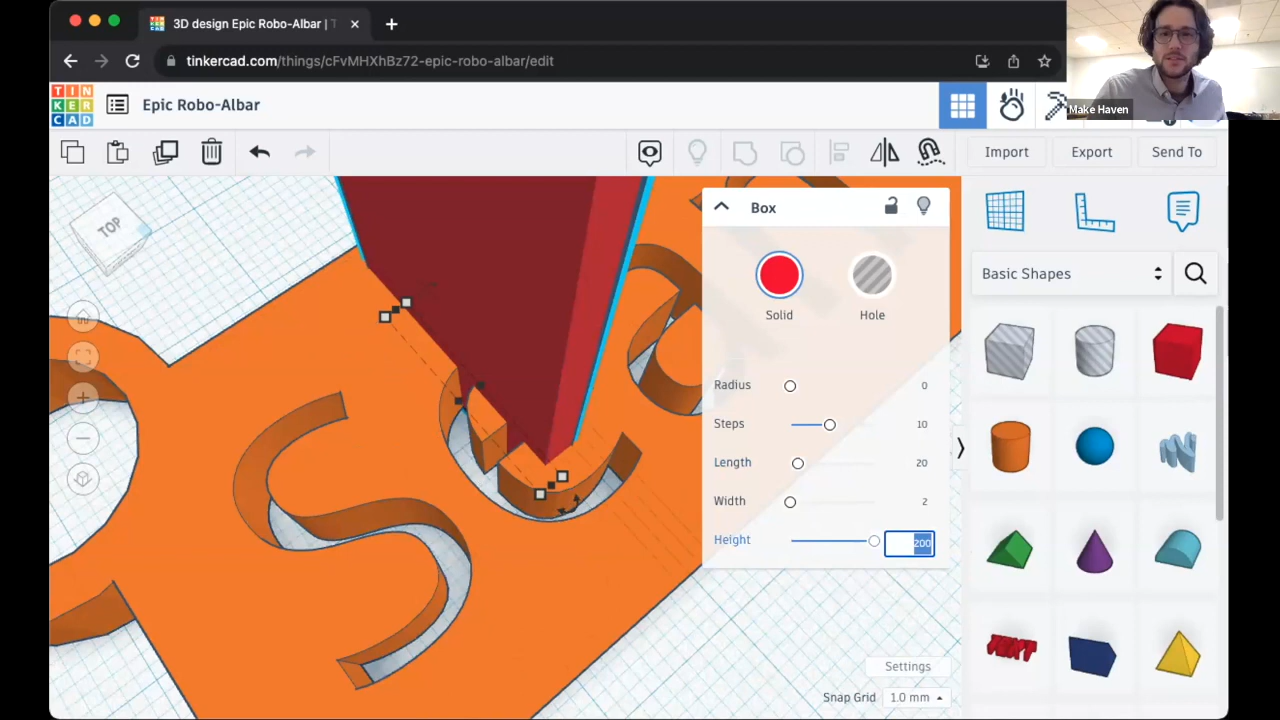 3D design Epic Robo-Albar | T
tinkercad.com/things/cFvMHXhBz72-epic-robo-albar/edit
Make Haven
TIN
KER
CAD
Epic Robo-Albar
Import
Export
Send To
TOP
Box
Solid
Hole
Radius
0
Steps
10
Length
20
Width
2
Height
200
Settings
Snap Grid
1.0 mm
Basic Shapes
TEXT